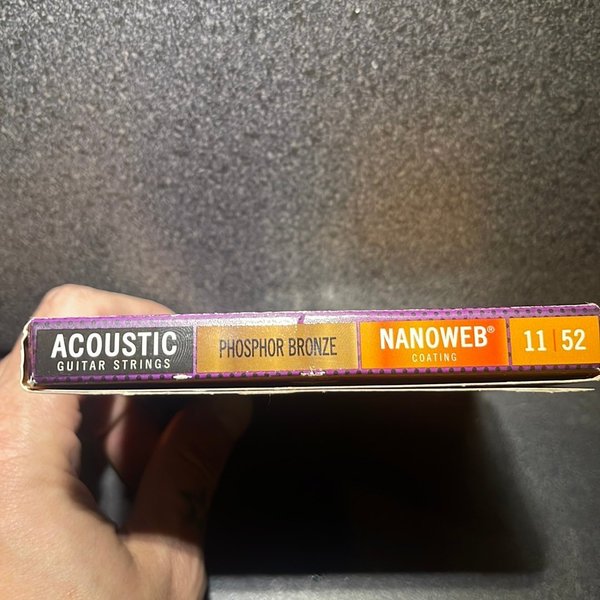 ACOUSTIC
GUITAR STRINGS
PHOSPHOR BRONZE
NANOWEB®
COATING
11 | 52